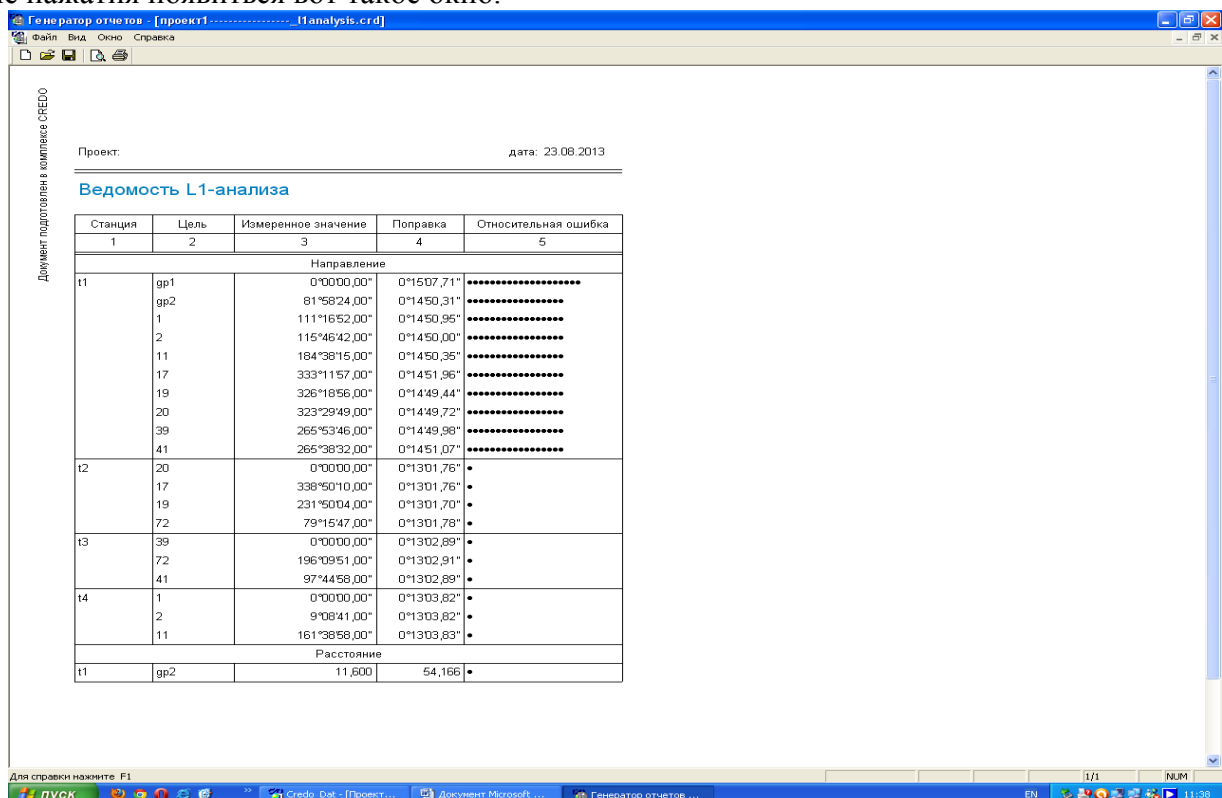 не нажатия появиться вот такое окно:
Генератор отчетов - [проект1-----------------_l1analysis.crd]
Файл Вид Окно Справка
Документ подготовлен в комплексе CREDO
Проект: дата: 23.08.2013
Ведомость L1-анализа
Станция Цель Измеренное значение Поправка Относительная ошибка
1 2 3 4 5
Направление
t1 gp1 0°00'00,00" 0°15'07,71" ••••••••••••••••••••
gp2 81°58'24,00" 0°14'50,31" •••••••••••••••••
1 111°16'52,00" 0°14'50,95" •••••••••••••••••
2 115°46'42,00" 0°14'50,00" •••••••••••••••••
11 184°38'15,00" 0°14'50,35" •••••••••••••••••
17 333°11'57,00" 0°14'51,96" •••••••••••••••••
19 326°18'56,00" 0°14'49,44" •••••••••••••••••
20 323°29'49,00" 0°14'49,72" •••••••••••••••••
39 265°53'46,00" 0°14'49,98" •••••••••••••••••
41 265°38'32,00" 0°14'51,07" •••••••••••••••••
t2 20 0°00'00,00" 0°13'01,76" •
17 338°50'10,00" 0°13'01,76" •
19 231°50'04,00" 0°13'01,70" •
72 79°15'47,00" 0°13'01,78" •
t3 39 0°00'00,00" 0°13'02,89" •
72 196°09'51,00" 0°13'02,91" •
41 97°44'58,00" 0°13'02,89" •
t4 1 0°00'00,00" 0°13'03,82" •
2 9°08'41,00" 0°13'03,82" •
11 161°38'58,00" 0°13'03,83" •
Расстояние
t1 gp2 11,600 54,166 •
Для справки нажмите F1 1/1 NUM
пуск » Credo_Dat - [Проект... Документ Microsoft ... Генератор отчетов ... EN 11:38